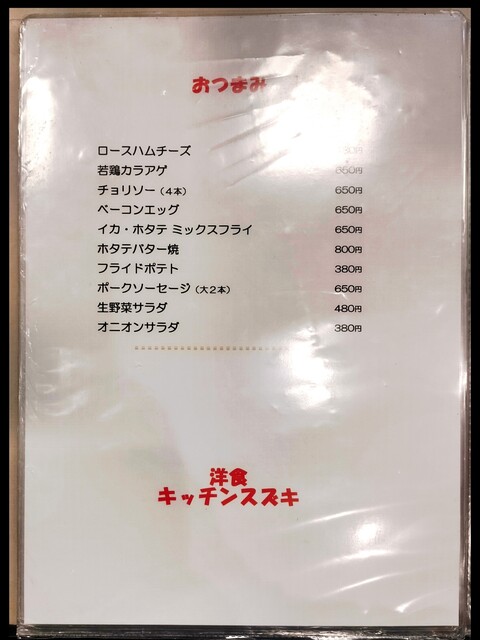 おつまみ
ロースハムチーズ
若鶏カラアゲ
チョリソー(4本) 650円
ベーコンエッグ 650円
イカ・ホタテ ミックスフライ 650円
ホタテバター焼 800円
フライドポテト 380円
ポークソーセージ(大2本) 650円
生野菜サラダ 480円
オニオンサラダ 380円
洋食
キッチンスズキ